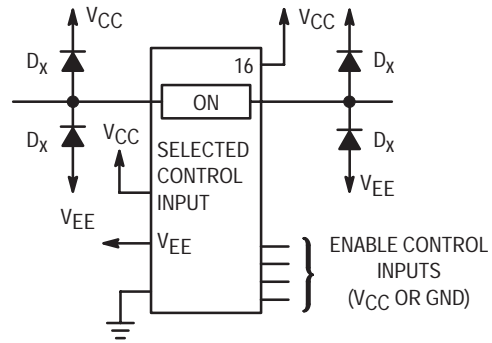 VCC
VCC
DX
16
DX
ON
DX
VCC
SELECTED
CONTROL
INPUT
DX
VEE
VEE
VEE
ENABLE CONTROL
INPUTS
(VCC OR GND)